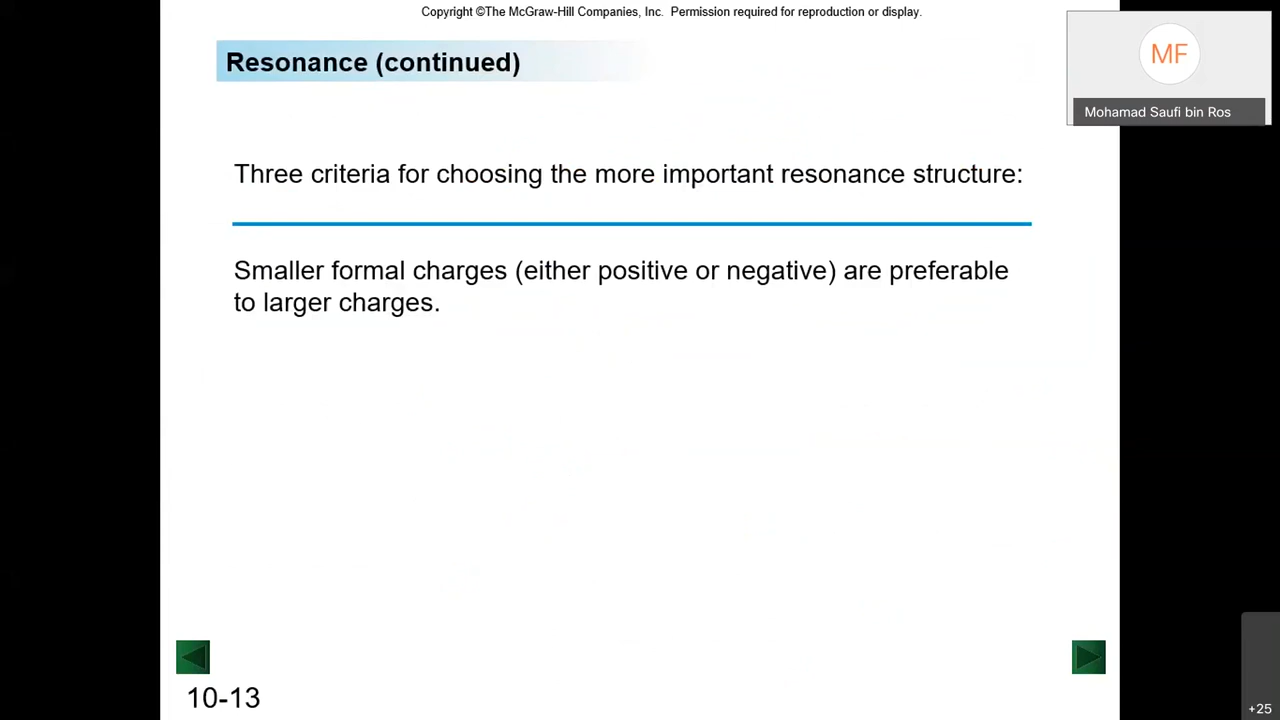 Copyright ©The McGraw-Hill Companies, Inc. Permission required for reproduction or display.
Resonance (continued)
MF
Mohamad Saufi bin Ros
Three criteria for choosing the more important resonance structure:
Smaller formal charges (either positive or negative) are preferable
to larger charges.
10-13
+25